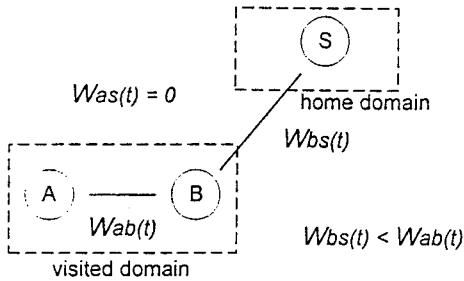 S
Was(t) = 0
home domain
Wbs(t)
A
B
Wab(t)
Wbs(t) < Wab(t)
visited domain